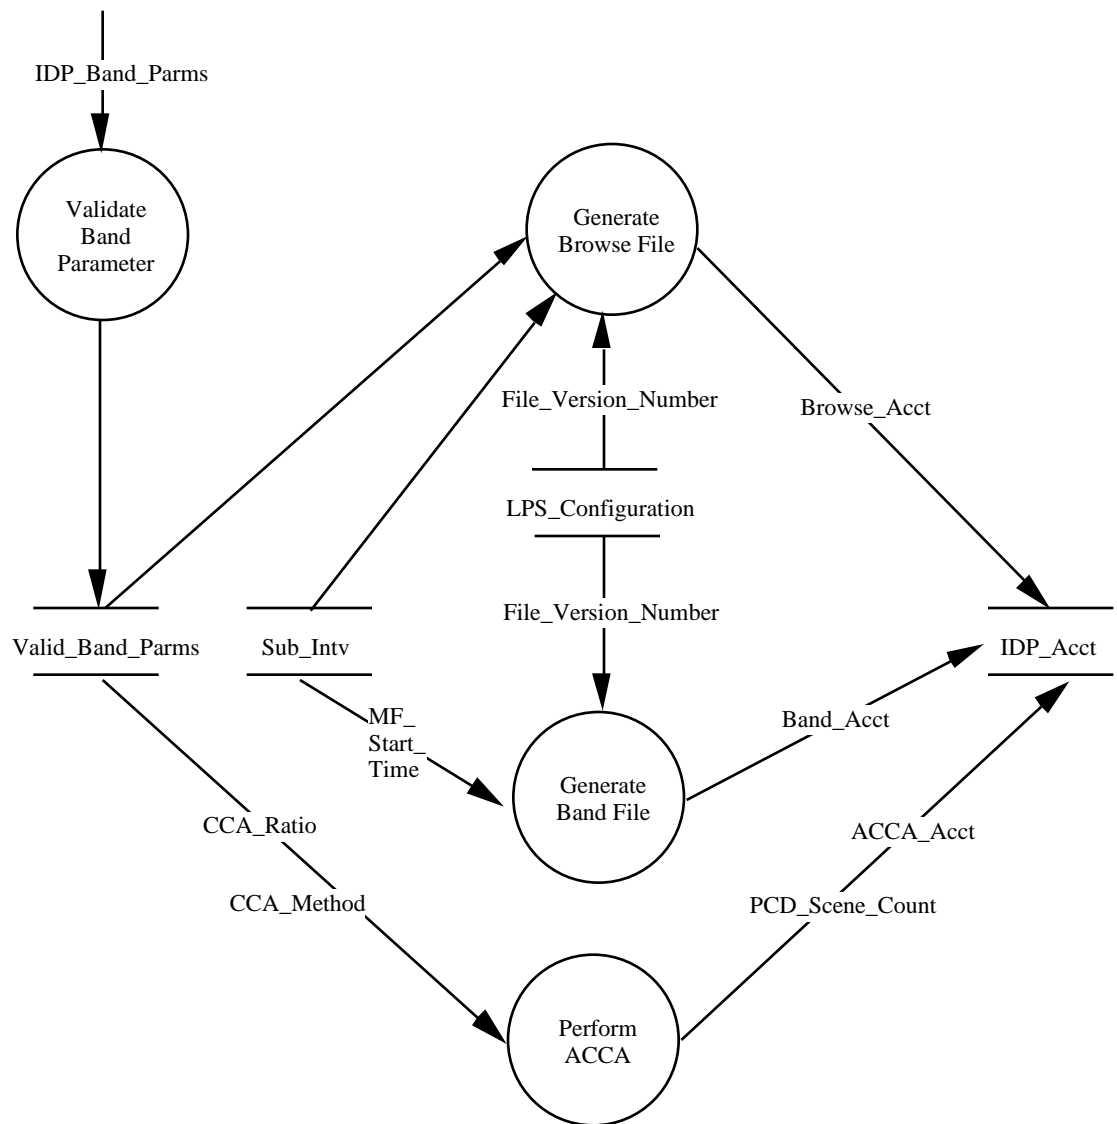 IDP_Band_Parms
Validate
Band
Parameter
Generate
Browse File
File_Version_Number
Browse_Acct
LPS_Configuration
File_Version_Number
Valid_Band_Parms
Sub_Intv
IDP_Acct
MF_
Start_
Time
Band_Acct
Generate
Band File
CCA_Ratio
ACCA_Acct
CCA_Method
PCD_Scene_Count
Perform
ACCA